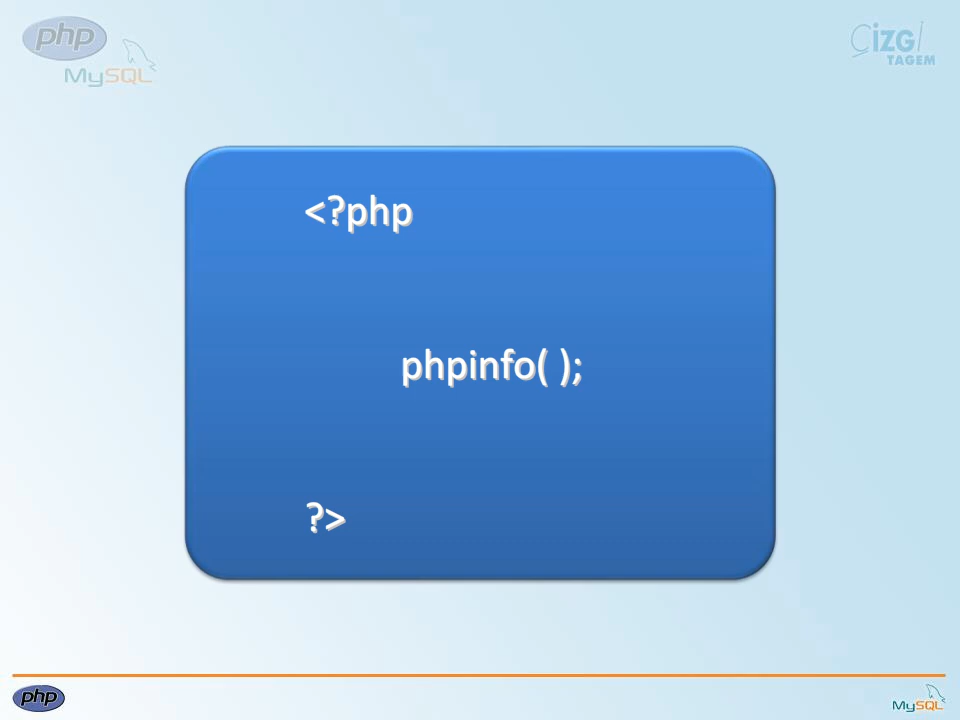 php
MySQL
ÇizGİ
TAGEM
<?php
phpinfo( );
?>
php
MySQL